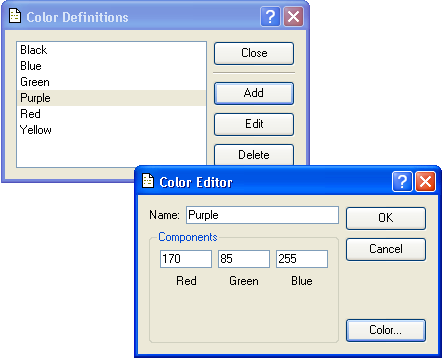 Color Definitions
Black
Blue
Green
Purple
Red
Yellow
Close
Add
Edit
Delete
Color Editor
Name: Purple
Components
170 85 255
Red Green Blue
OK
Cancel
Color...